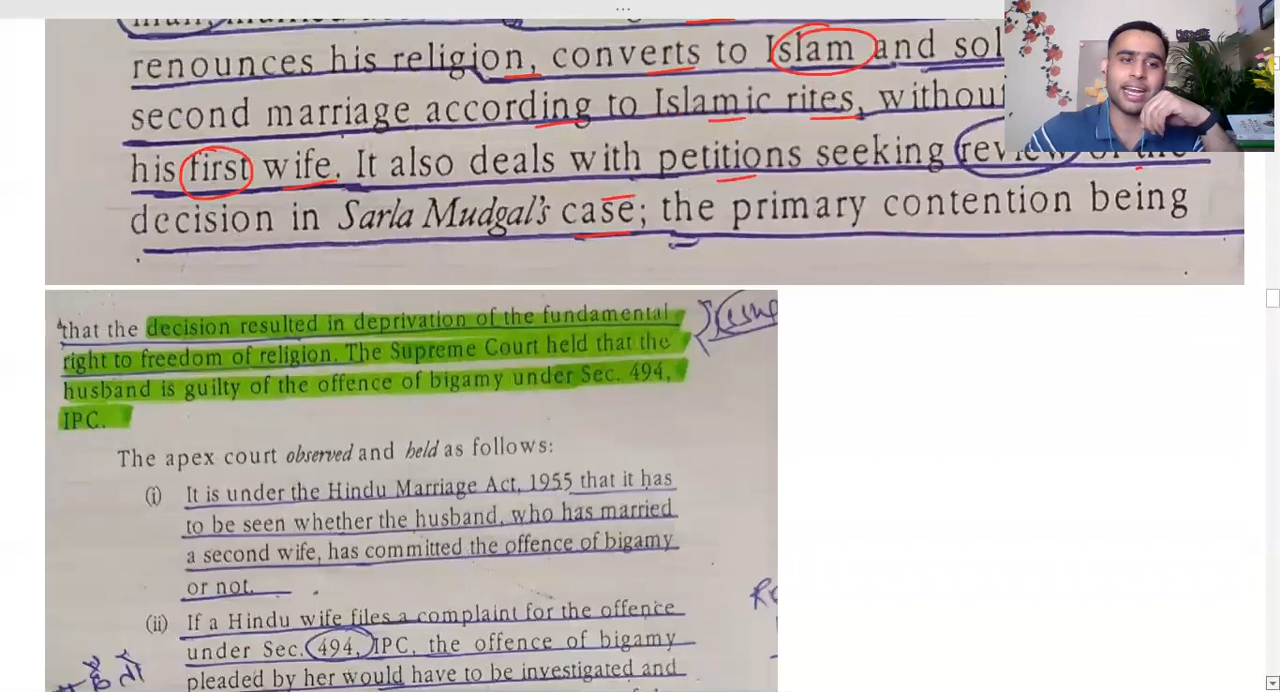 renounces his religion, converts to Islam and sol
second marriage according to Islamic rites, without
his first wife. It also deals with petitions seeking review of the
decision in Sarla Mudgal's case; the primary contention being
that the decision resulted in deprivation of the fundamental
right to freedom of religion. The Supreme Court held that the
husband is guilty of the offence of bigamy under Sec. 494,
IPC.
The apex court observed and held as follows:
(i) It is under the Hindu Marriage Act, 1955 that it has
to be seen whether the husband, who has married
a second wife, has committed the offence of bigamy
or not.
(ii) If a Hindu wife files a complaint for the offence
under Sec. 494, IPC, the offence of bigamy
pleaded by her would have to be investigated and